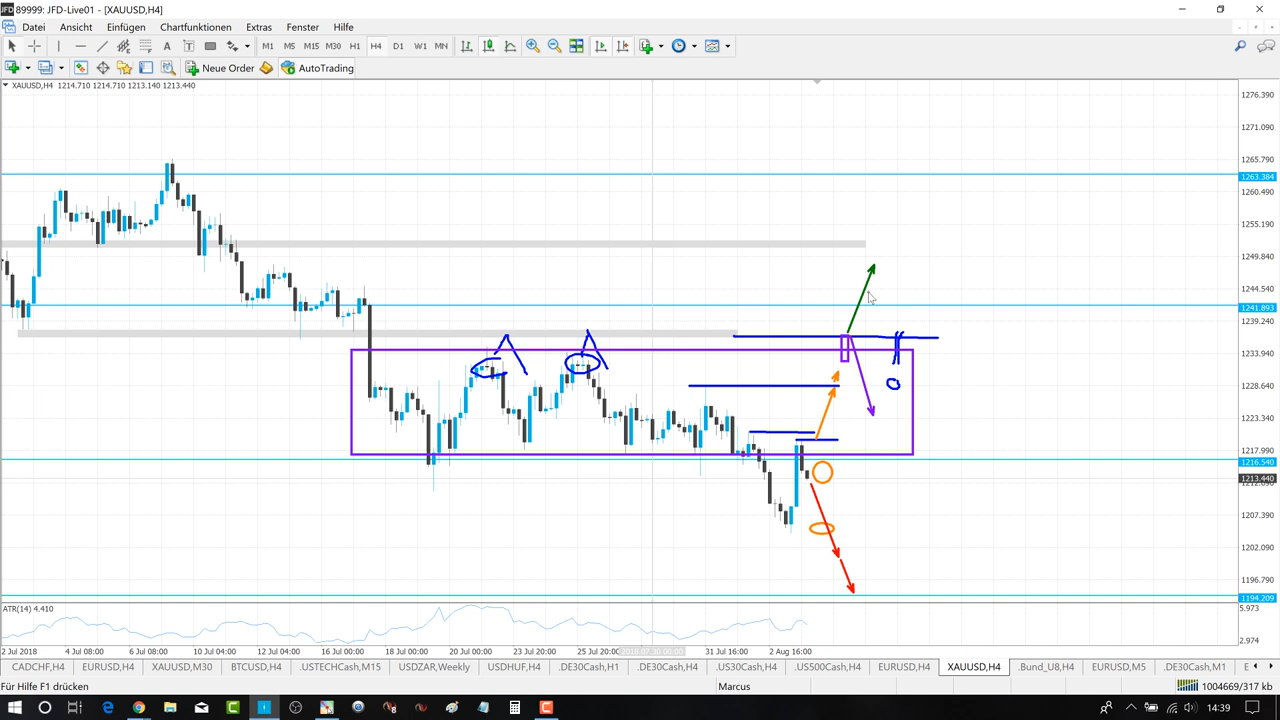 JFD 89999: JFD-Live01 - [XAUUSD,H4]
Datei Ansicht Einfügen Chartfunktionen Extras Fenster Hilfe
A T M1 M5 M15 M30 H1 H4 D1 W1 MN
Neue Order AutoTrading
XAUUSD,H4 1214.710 1214.710 1213.140 1213.440
1276.390
1271.090
1265.790
1263.384
1260.490
1255.190
1249.840
1244.540
1241.893
1239.240
1233.940
1228.640
1223.340
1217.990
1216.540
1213.440
1207.390
1202.090
1196.790
1194.209
ATR(14) 4.410
5.973
2.974
2 Jul 2018 4 Jul 08:00 6 Jul 08:00 10 Jul 04:00 12 Jul 04:00 16 Jul 00:00 18 Jul 00:00 20 Jul 00:00 23 Jul 20:00 25 Jul 20:00 2018.07.30 00:00 31 Jul 16:00 2 Aug 16:00
CADCHF,H4 EURUSD,H4 XAUUSD,M30 BTCUSD,H4 .USTECHCash,M15 USDZAR,Weekly USDHUF,H4 .DE30Cash,H1 .DE30Cash,H4 .US30Cash,H4 .US500Cash,H4 EURUSD,H4 XAUUSD,H4 .Bund_U8,H4 EURUSD,M5 .DE30Cash,M1 E
Für Hilfe F1 drücken Marcus 1004669/317 kb
14:39